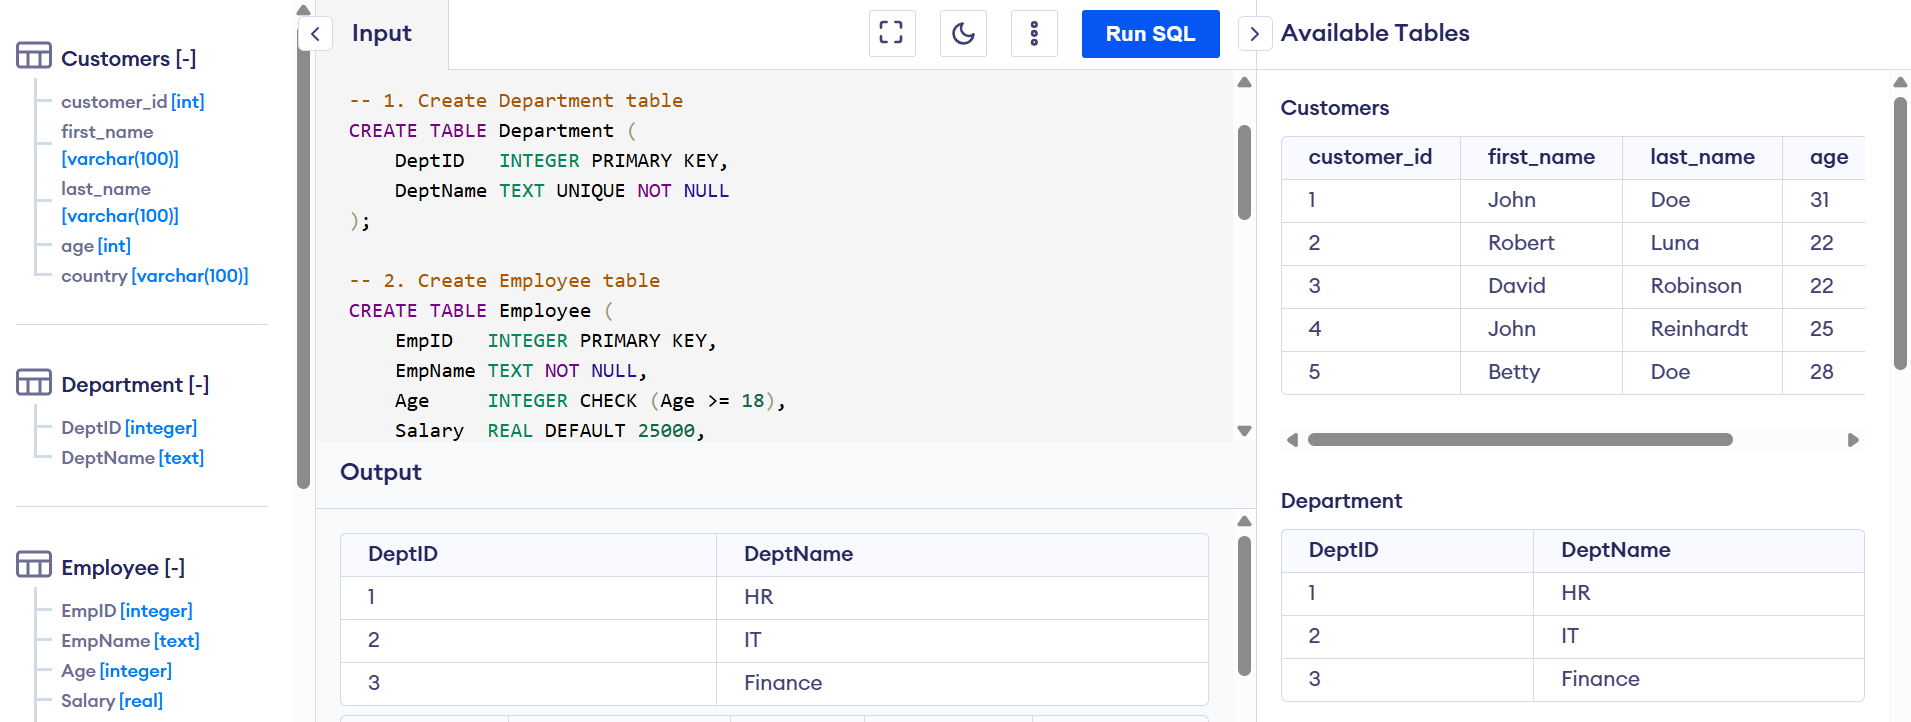 Customers [-]
customer_id [int]
first_name
[varchar(100)]
last_name
[varchar(100)]
age [int]
country [varchar(100)]
Department [-]
DeptID [integer]
DeptName [text]
Employee [-]
EmpID [integer]
EmpName [text]
Age [integer]
Salary [real]
Input
Run SQL
-- 1. Create Department table
CREATE TABLE Department (
    DeptID   INTEGER PRIMARY KEY,
    DeptName TEXT UNIQUE NOT NULL
);
-- 2. Create Employee table
CREATE TABLE Employee (
    EmpID   INTEGER PRIMARY KEY,
    EmpName TEXT NOT NULL,
    Age     INTEGER CHECK (Age >= 18),
    Salary  REAL DEFAULT 25000,
Output
DeptID DeptName
1 HR
2 IT
3 Finance
Available Tables
Customers
customer_id first_name last_name age
1 John Doe 31
2 Robert Luna 22
3 David Robinson 22
4 John Reinhardt 25
5 Betty Doe 28
Department
DeptID DeptName
1 HR
2 IT
3 Finance